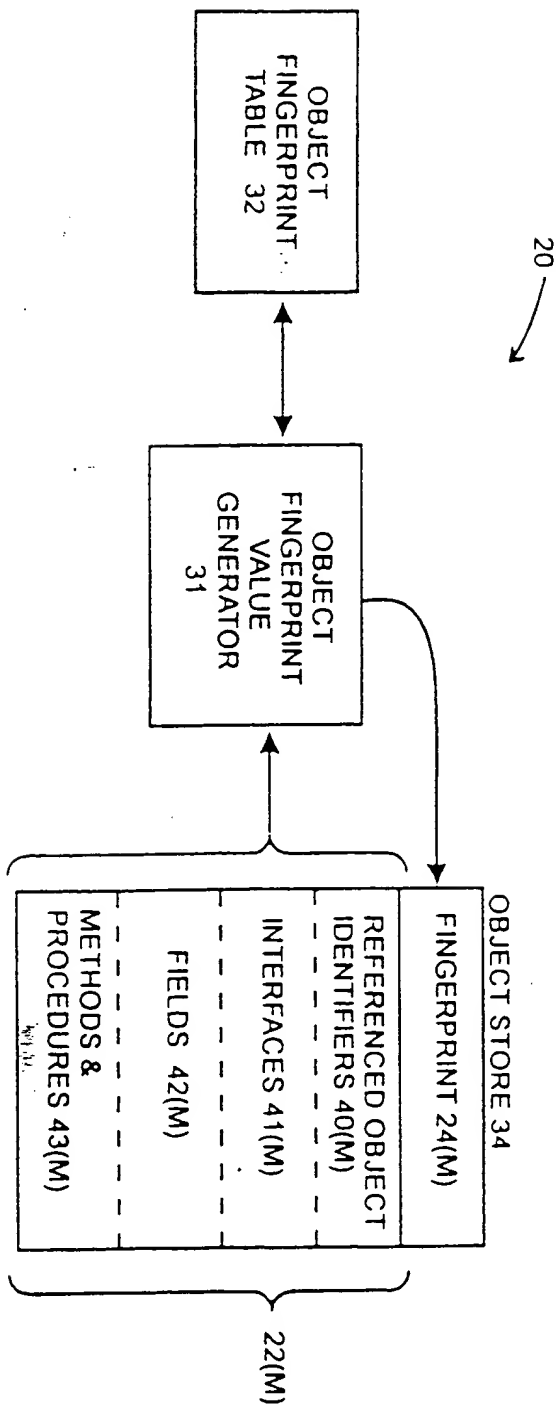 20
OBJECT
FINGERPRINT
TABLE 32
OBJECT
FINGERPRINT
VALUE
GENERATOR
31
OBJECT STORE 34
FINGERPRINT 24(M)
REFERENCED OBJECT
IDENTIFIERS 40(M)
INTERFACES 41(M)
FIELDS 42(M)
METHODS &
PROCEDURES 43(M)
22(M)